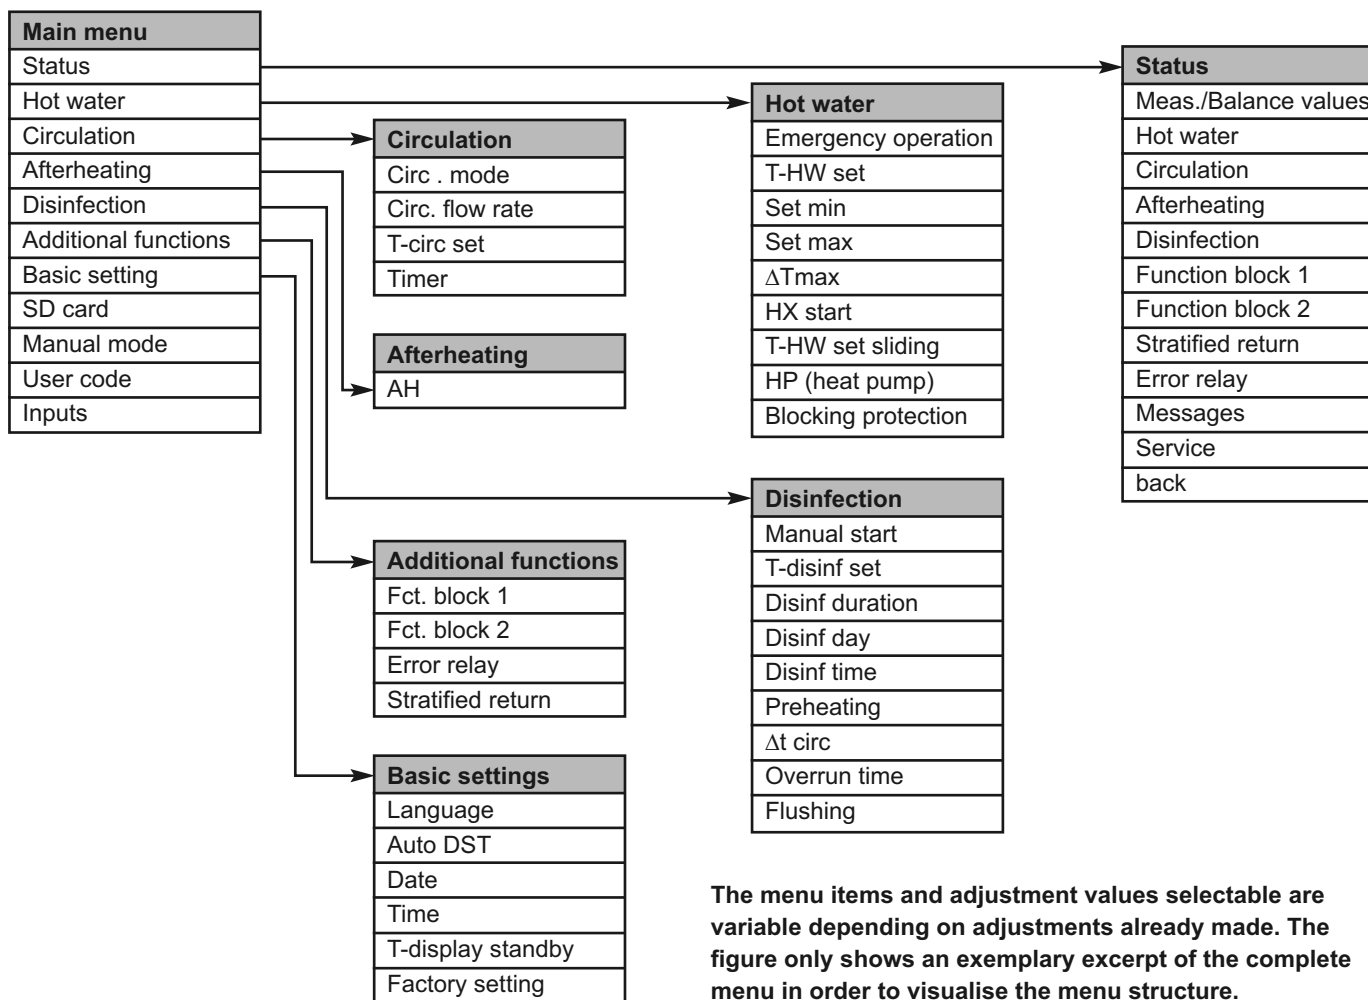 Main menu
Status
Hot water
Circulation
Afterheating
Disinfection
Additional functions
Basic setting
SD card
Manual mode
User code
Inputs
Circulation
Circ . mode
Circ. flow rate
T-circ set
Timer
Afterheating
AH
Additional functions
Fct. block 1
Fct. block 2
Error relay
Stratified return
Basic settings
Language
Auto DST
Date
Time
T-display standby
Factory setting
Hot water
Emergency operation
T-HW set
Set min
Set max
∆Tmax
HX start
T-HW set sliding
HP (heat pump)
Blocking protection
Disinfection
Manual start
T-disinf set
Disinf duration
Disinf day
Disinf time
Preheating
∆t circ
Overrun time
Flushing
Status
Meas./Balance values
Hot water
Circulation
Afterheating
Disinfection
Function block 1
Function block 2
Stratified return
Error relay
Messages
Service
back
The menu items and adjustment values selectable are
variable depending on adjustments already made. The
figure only shows an exemplary excerpt of the complete
menu in order to visualise the menu structure.